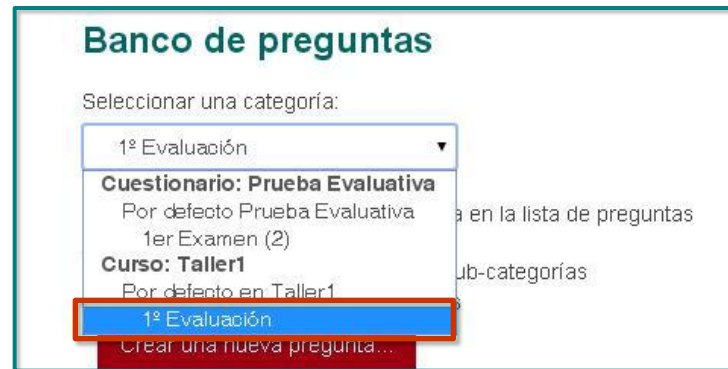 Banco de preguntas
Seleccionar una categoría:
1º Evaluación
Cuestionario: Prueba Evaluativa
Por defecto Prueba Evaluativa
a en la lista de preguntas
1er Examen (2)
Curso: Taller1
ub-categorías
Por defecto en Taller1
1º Evaluación
Crear una nueva pregunta...